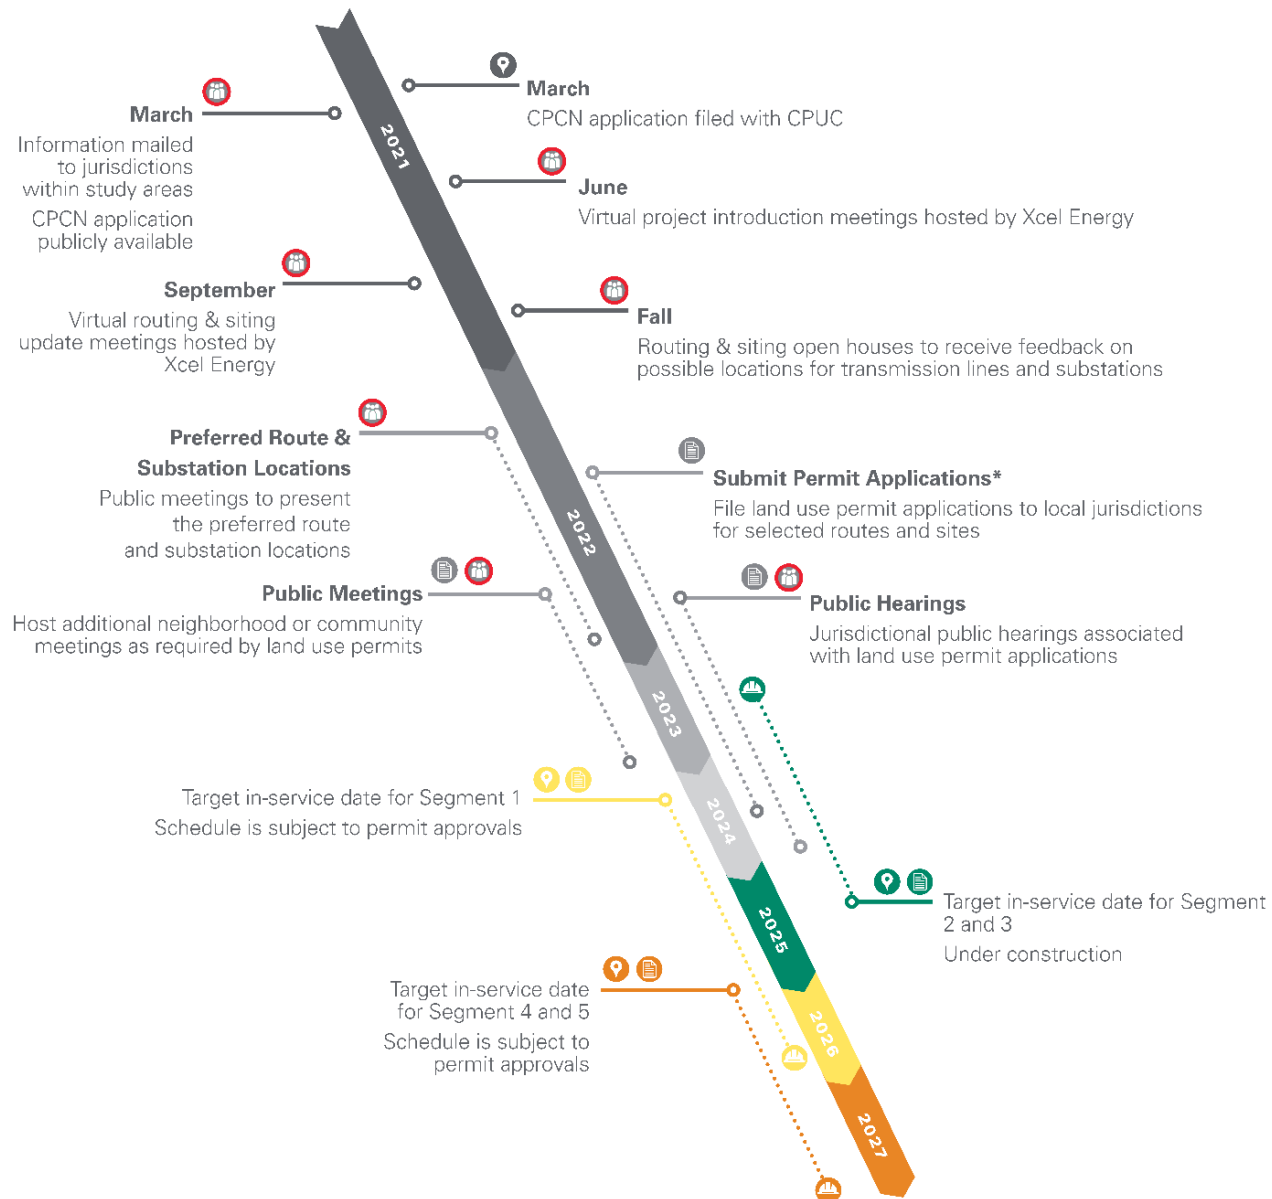 March
CPCN application filed with CPUC
March
Information mailed
to jurisdictions
within study areas
CPCN application
publicly available
2021
June
Virtual project introduction meetings hosted by Xcel Energy
September
Virtual routing & siting
update meetings hosted by
Xcel Energy
Fall
Routing & siting open houses to receive feedback on
possible locations for transmission lines and substations
Preferred Route &
Substation Locations
Public meetings to present
the preferred route
and substation locations
Submit Permit Applications*
File land use permit applications to local jurisdictions
for selected routes and sites
2022
Public Meetings
Host additional neighborhood or community
meetings as required by land use permits
Public Hearings
Jurisdictional public hearings associated
with land use permit applications
2023
Target in-service date for Segment 1
Schedule is subject to permit approvals
2024
Target in-service date for Segment
2 and 3
Under construction
2025
Target in-service date
for Segment 4 and 5
Schedule is subject to
permit approvals
2026
2027